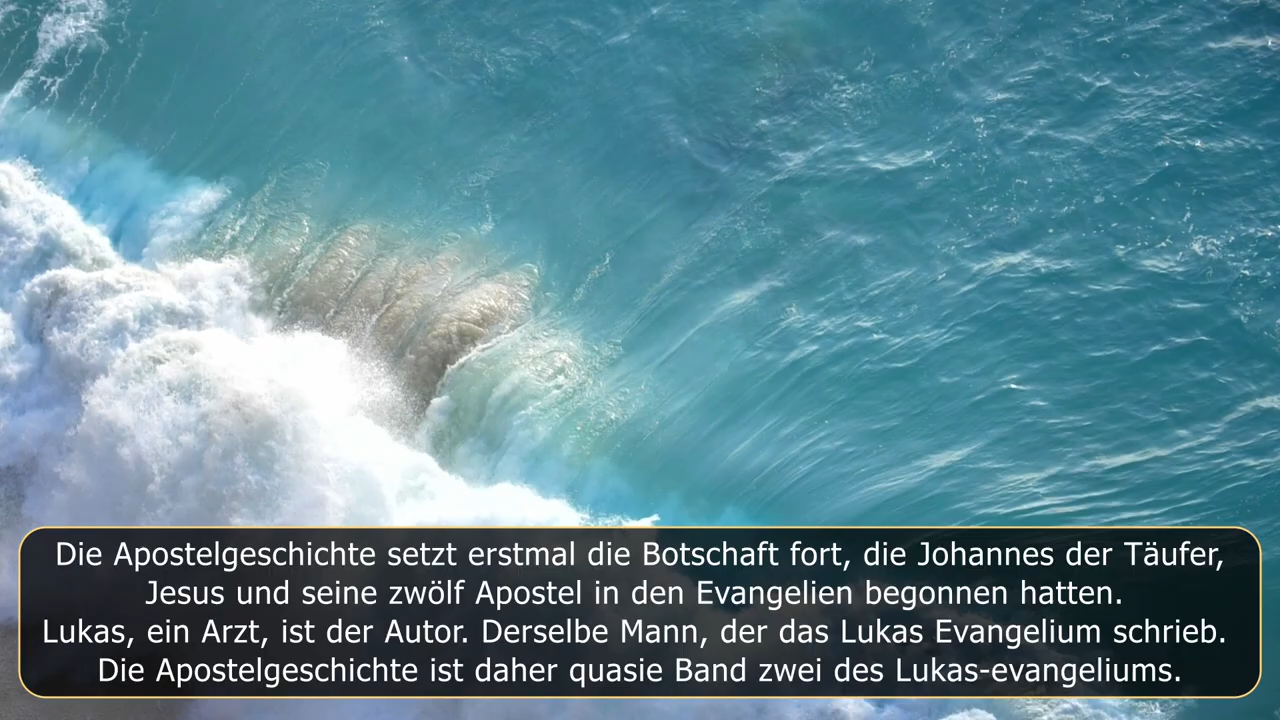 Die Apostelgeschichte setzt erstmal die Botschaft fort, die Johannes der Täufer,
Jesus und seine zwölf Apostel in den Evangelien begonnen hatten.
Lukas, ein Arzt, ist der Autor. Derselbe Mann, der das Lukas Evangelium schrieb.
Die Apostelgeschichte ist daher quasie Band zwei des Lukas-evangeliums.